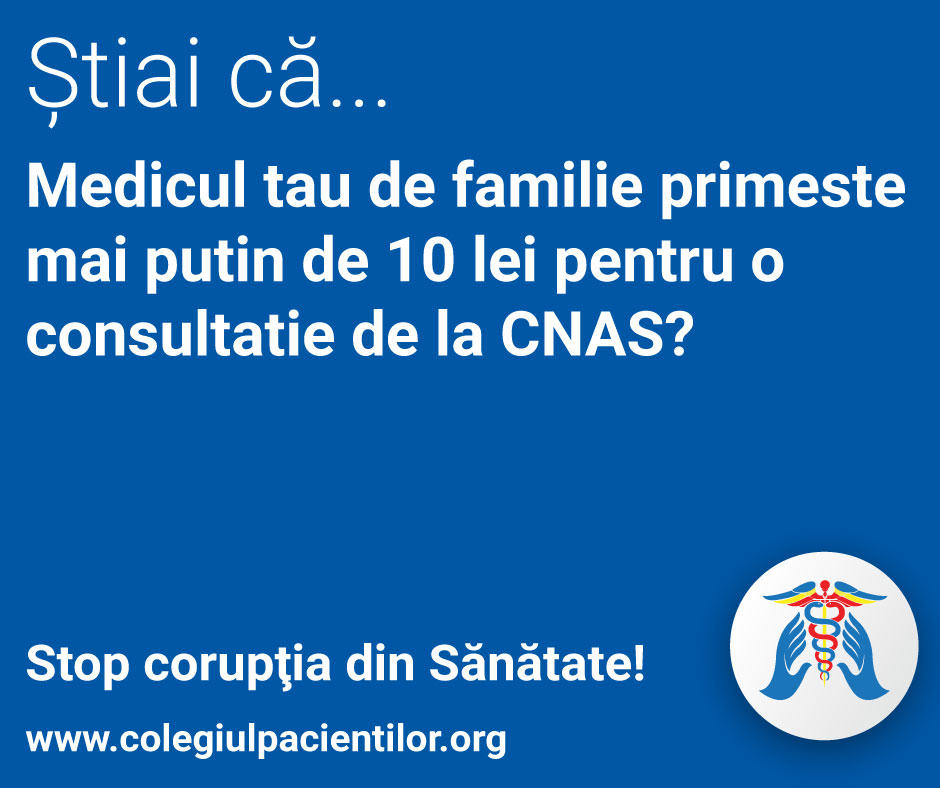 Știai că...
Medicul tau de familie primeste
mai putin de 10 lei pentru o
consultatie de la CNAS?
Stop corupţia din Sănătate!
www.colegiulpacientilor.org